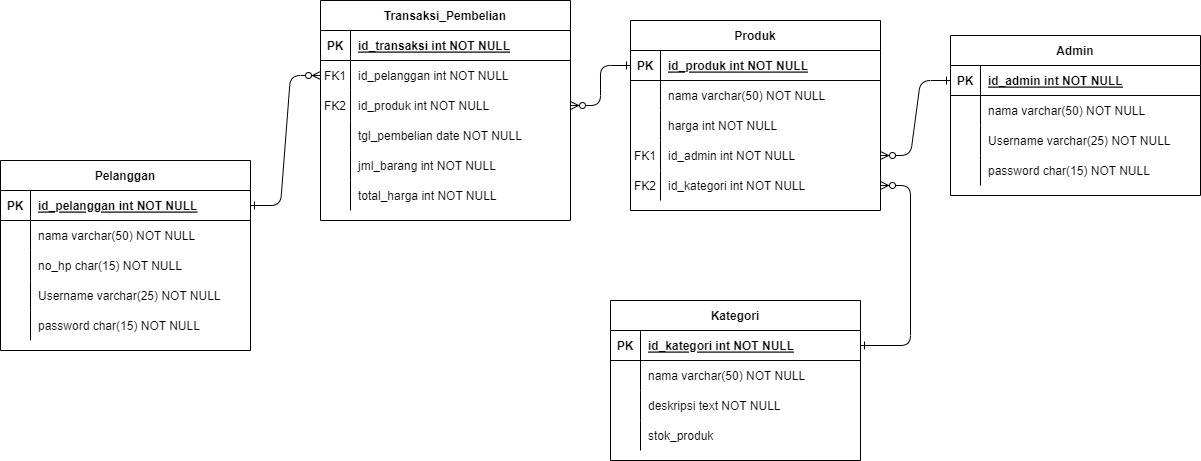 Transaksi_Pembelian
PK id_transaksi int NOT NULL
FK1 id_pelanggan int NOT NULL
FK2 id_produk int NOT NULL
tgl_pembelian date NOT NULL
jml_barang int NOT NULL
total_harga int NOT NULL
Produk
PK id_produk int NOT NULL
nama varchar(50) NOT NULL
harga int NOT NULL
FK1 id_admin int NOT NULL
FK2 id_kategori int NOT NULL
Admin
PK id_admin int NOT NULL
nama varchar(50) NOT NULL
Username varchar(25) NOT NULL
password char(15) NOT NULL
Pelanggan
PK id_pelanggan int NOT NULL
nama varchar(50) NOT NULL
no_hp char(15) NOT NULL
Username varchar(25) NOT NULL
password char(15) NOT NULL
Kategori
PK id_kategori int NOT NULL
nama varchar(50) NOT NULL
deskripsi text NOT NULL
stok_produk